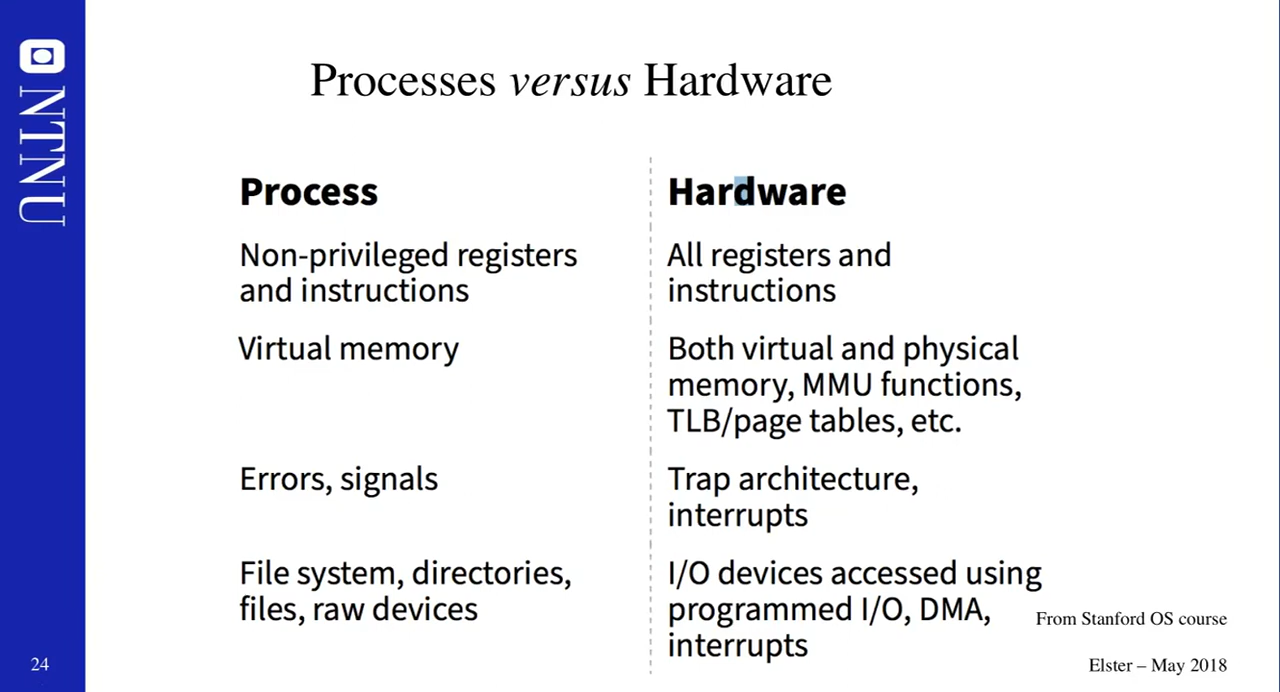 NTNU
Processes versus Hardware
Process
Non-privileged registers
and instructions
Virtual memory
Errors, signals
File system, directories,
files, raw devices
Hardware
All registers and
instructions
Both virtual and physical
memory, MMU functions,
TLB/page tables, etc.
Trap architecture,
interrupts
I/O devices accessed using
programmed I/O, DMA,
interrupts
From Stanford OS course
24
Elster – May 2018